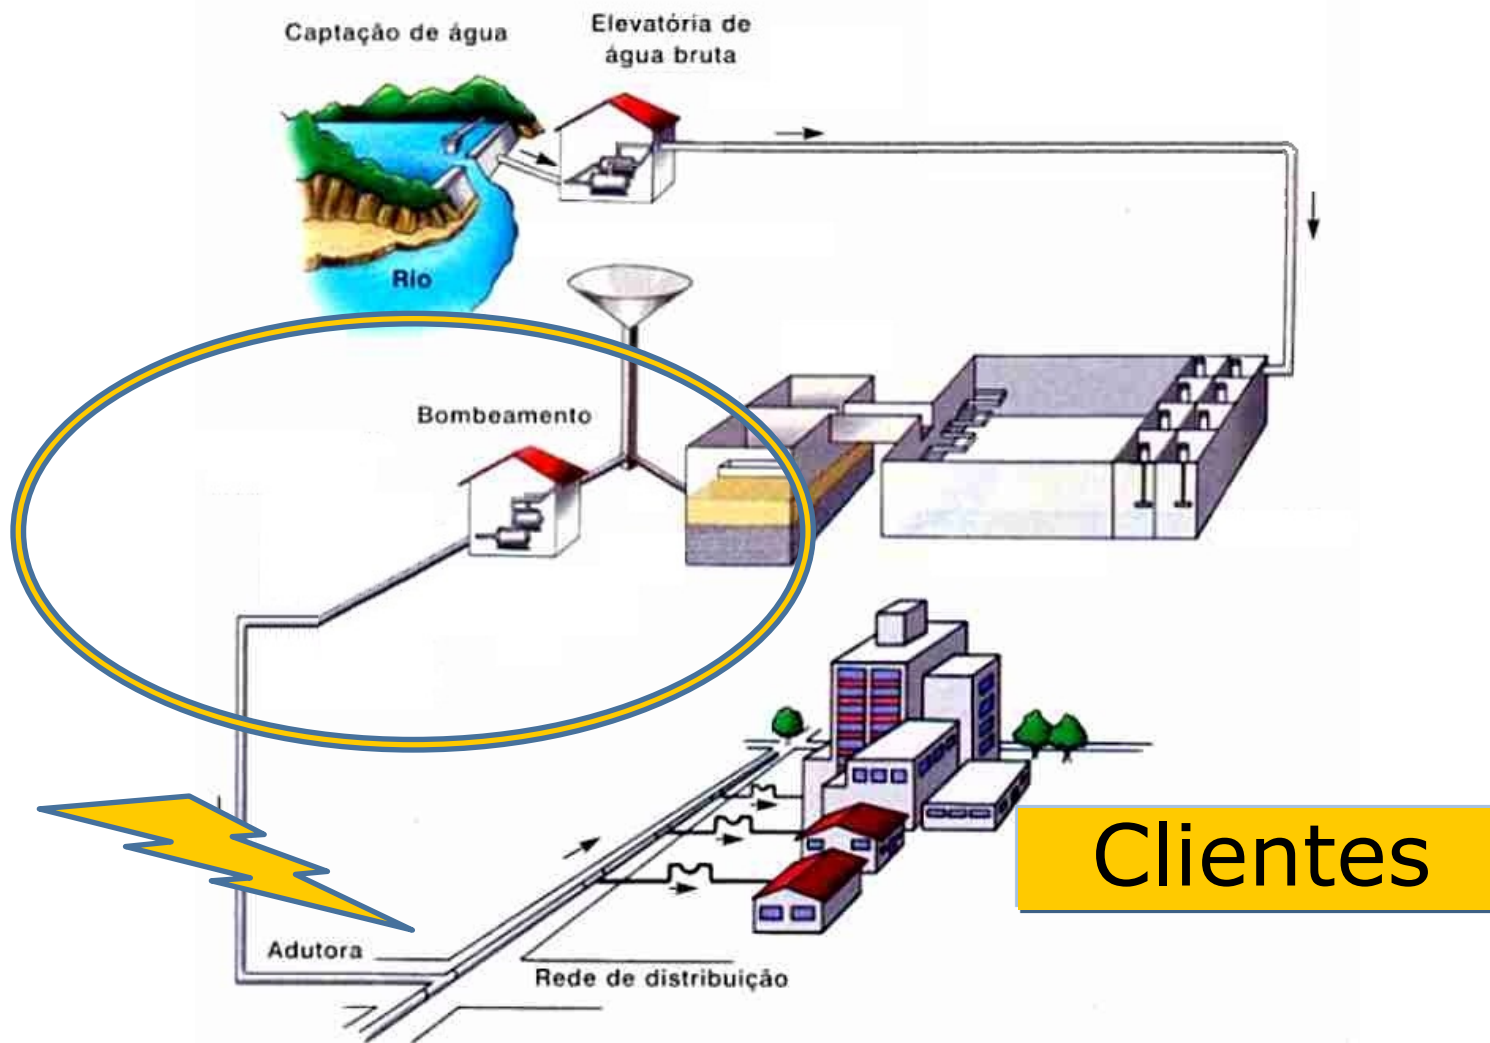 Captação de água
Elevatória de
água bruta
Rio
Bombeamento
Clientes
Adutora
Rede de distribuição